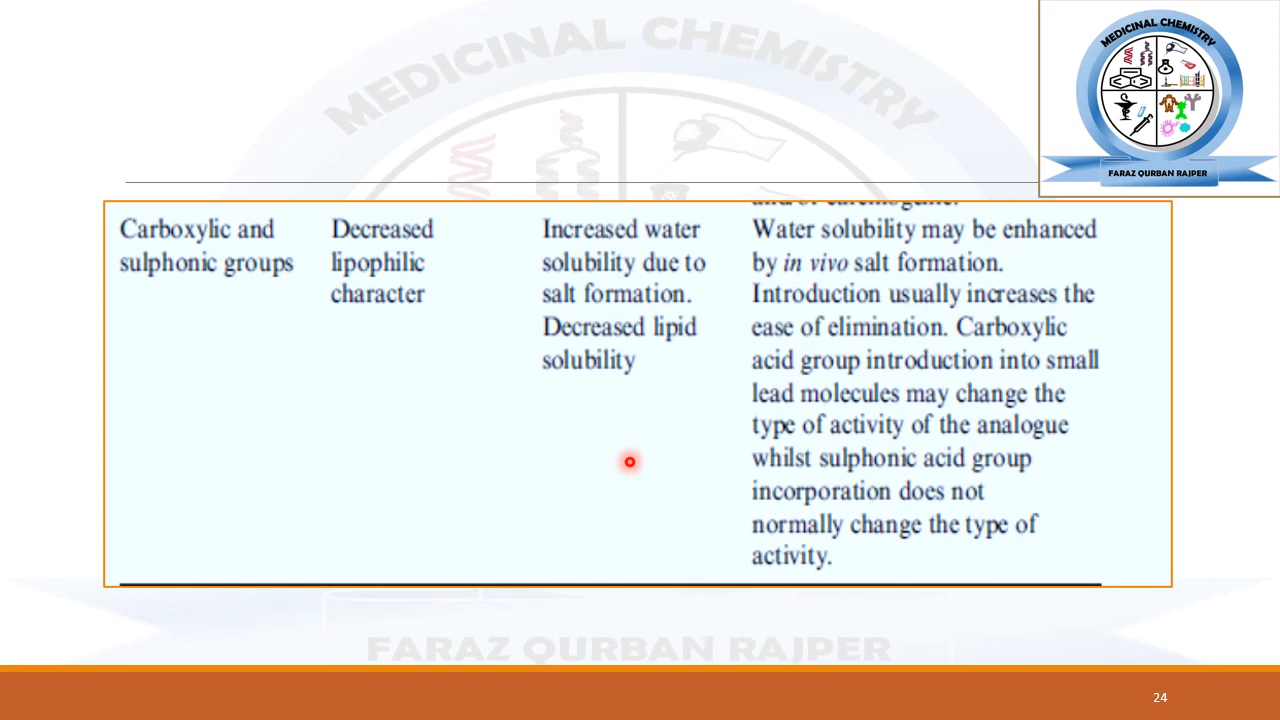 MEDICINAL CHEMISTRY
MEDICINAL CHEMISTRY
FARAZ QURBAN RAJPER
and/or carcinogenic.
Carboxylic and
sulphonic groups
Decreased
lipophilic
character
Increased water
solubility due to
salt formation.
Decreased lipid
solubility
Water solubility may be enhanced
by in vivo salt formation.
Introduction usually increases the
ease of elimination. Carboxylic
acid group introduction into small
lead molecules may change the
type of activity of the analogue
whilst sulphonic acid group
incorporation does not
normally change the type of
activity.
FARAZ QURBAN RAJPER
24